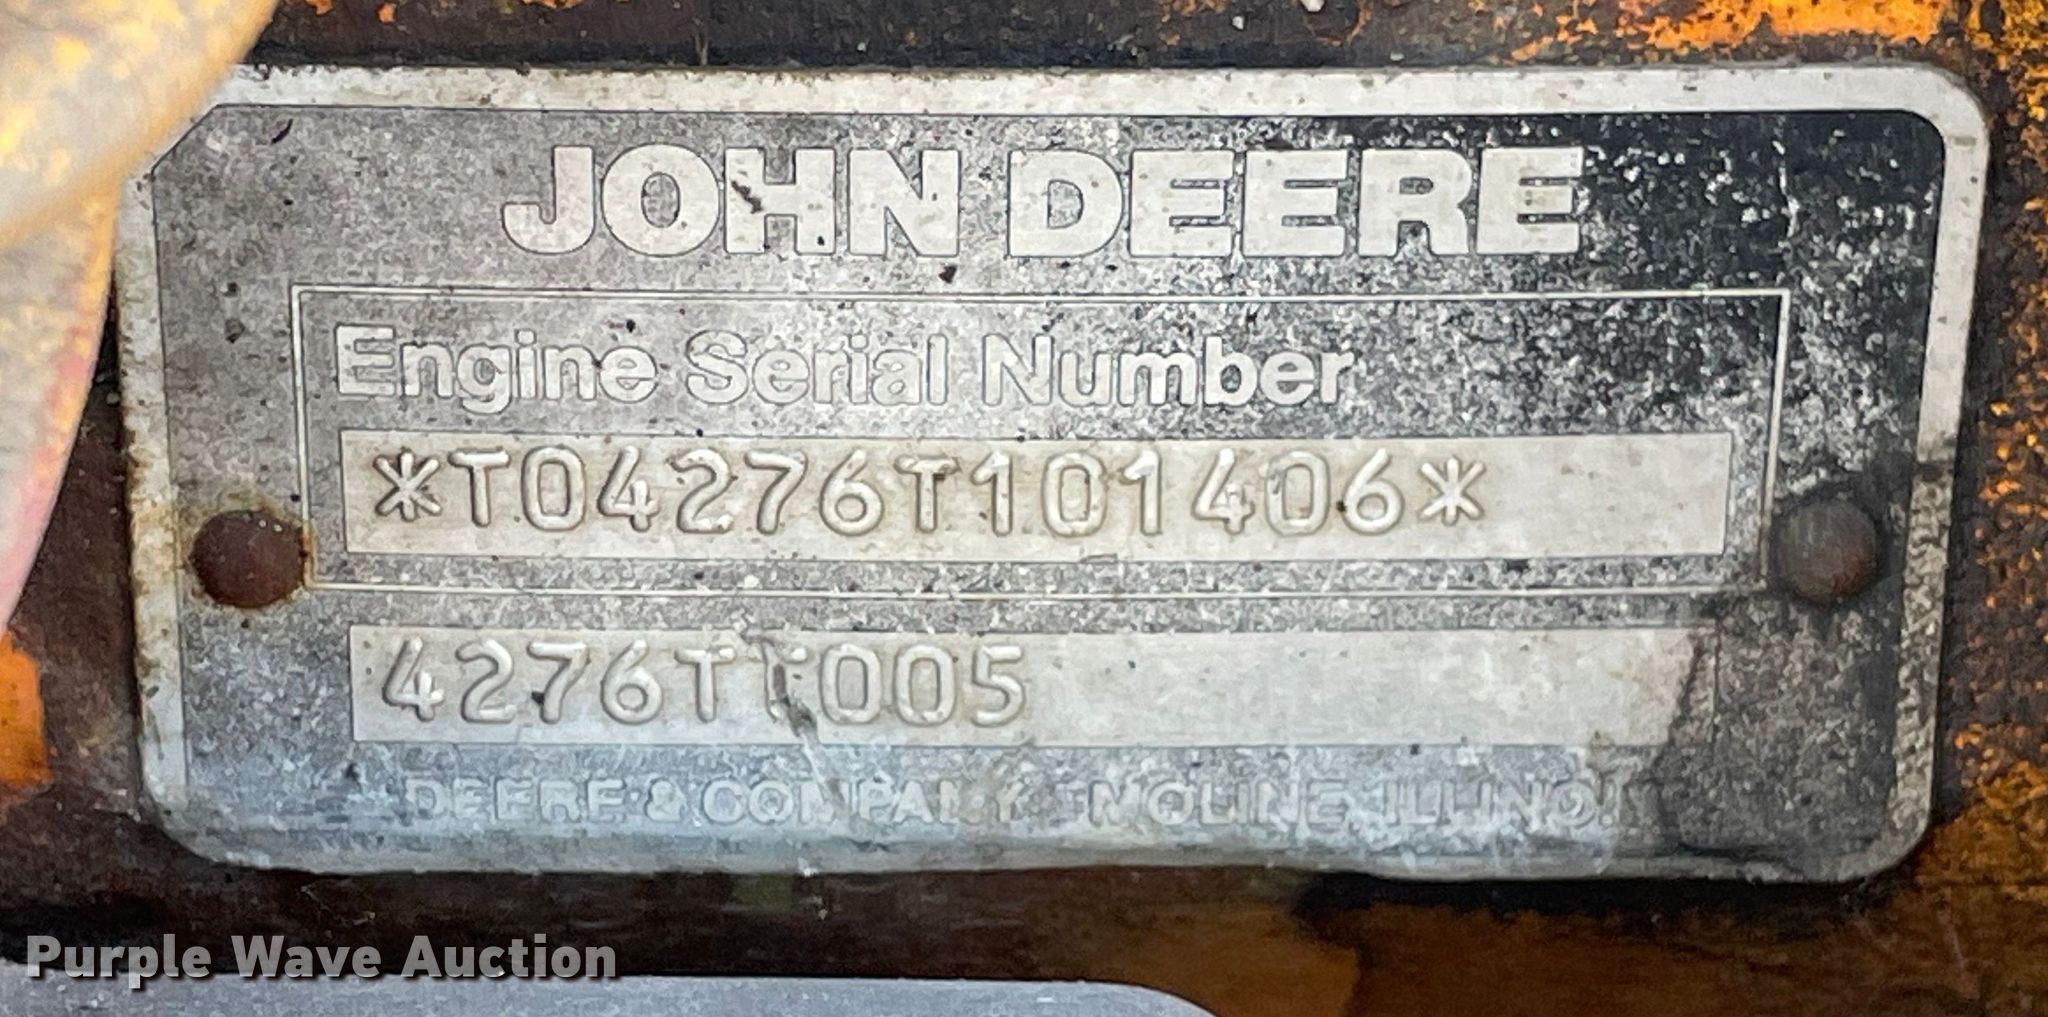 JOHN DEERE
Engine Serial Number
*T04276T101406*
4276TT005
DEERE & COMPANY MOLINE, ILLINOIS
Purple Wave Auction